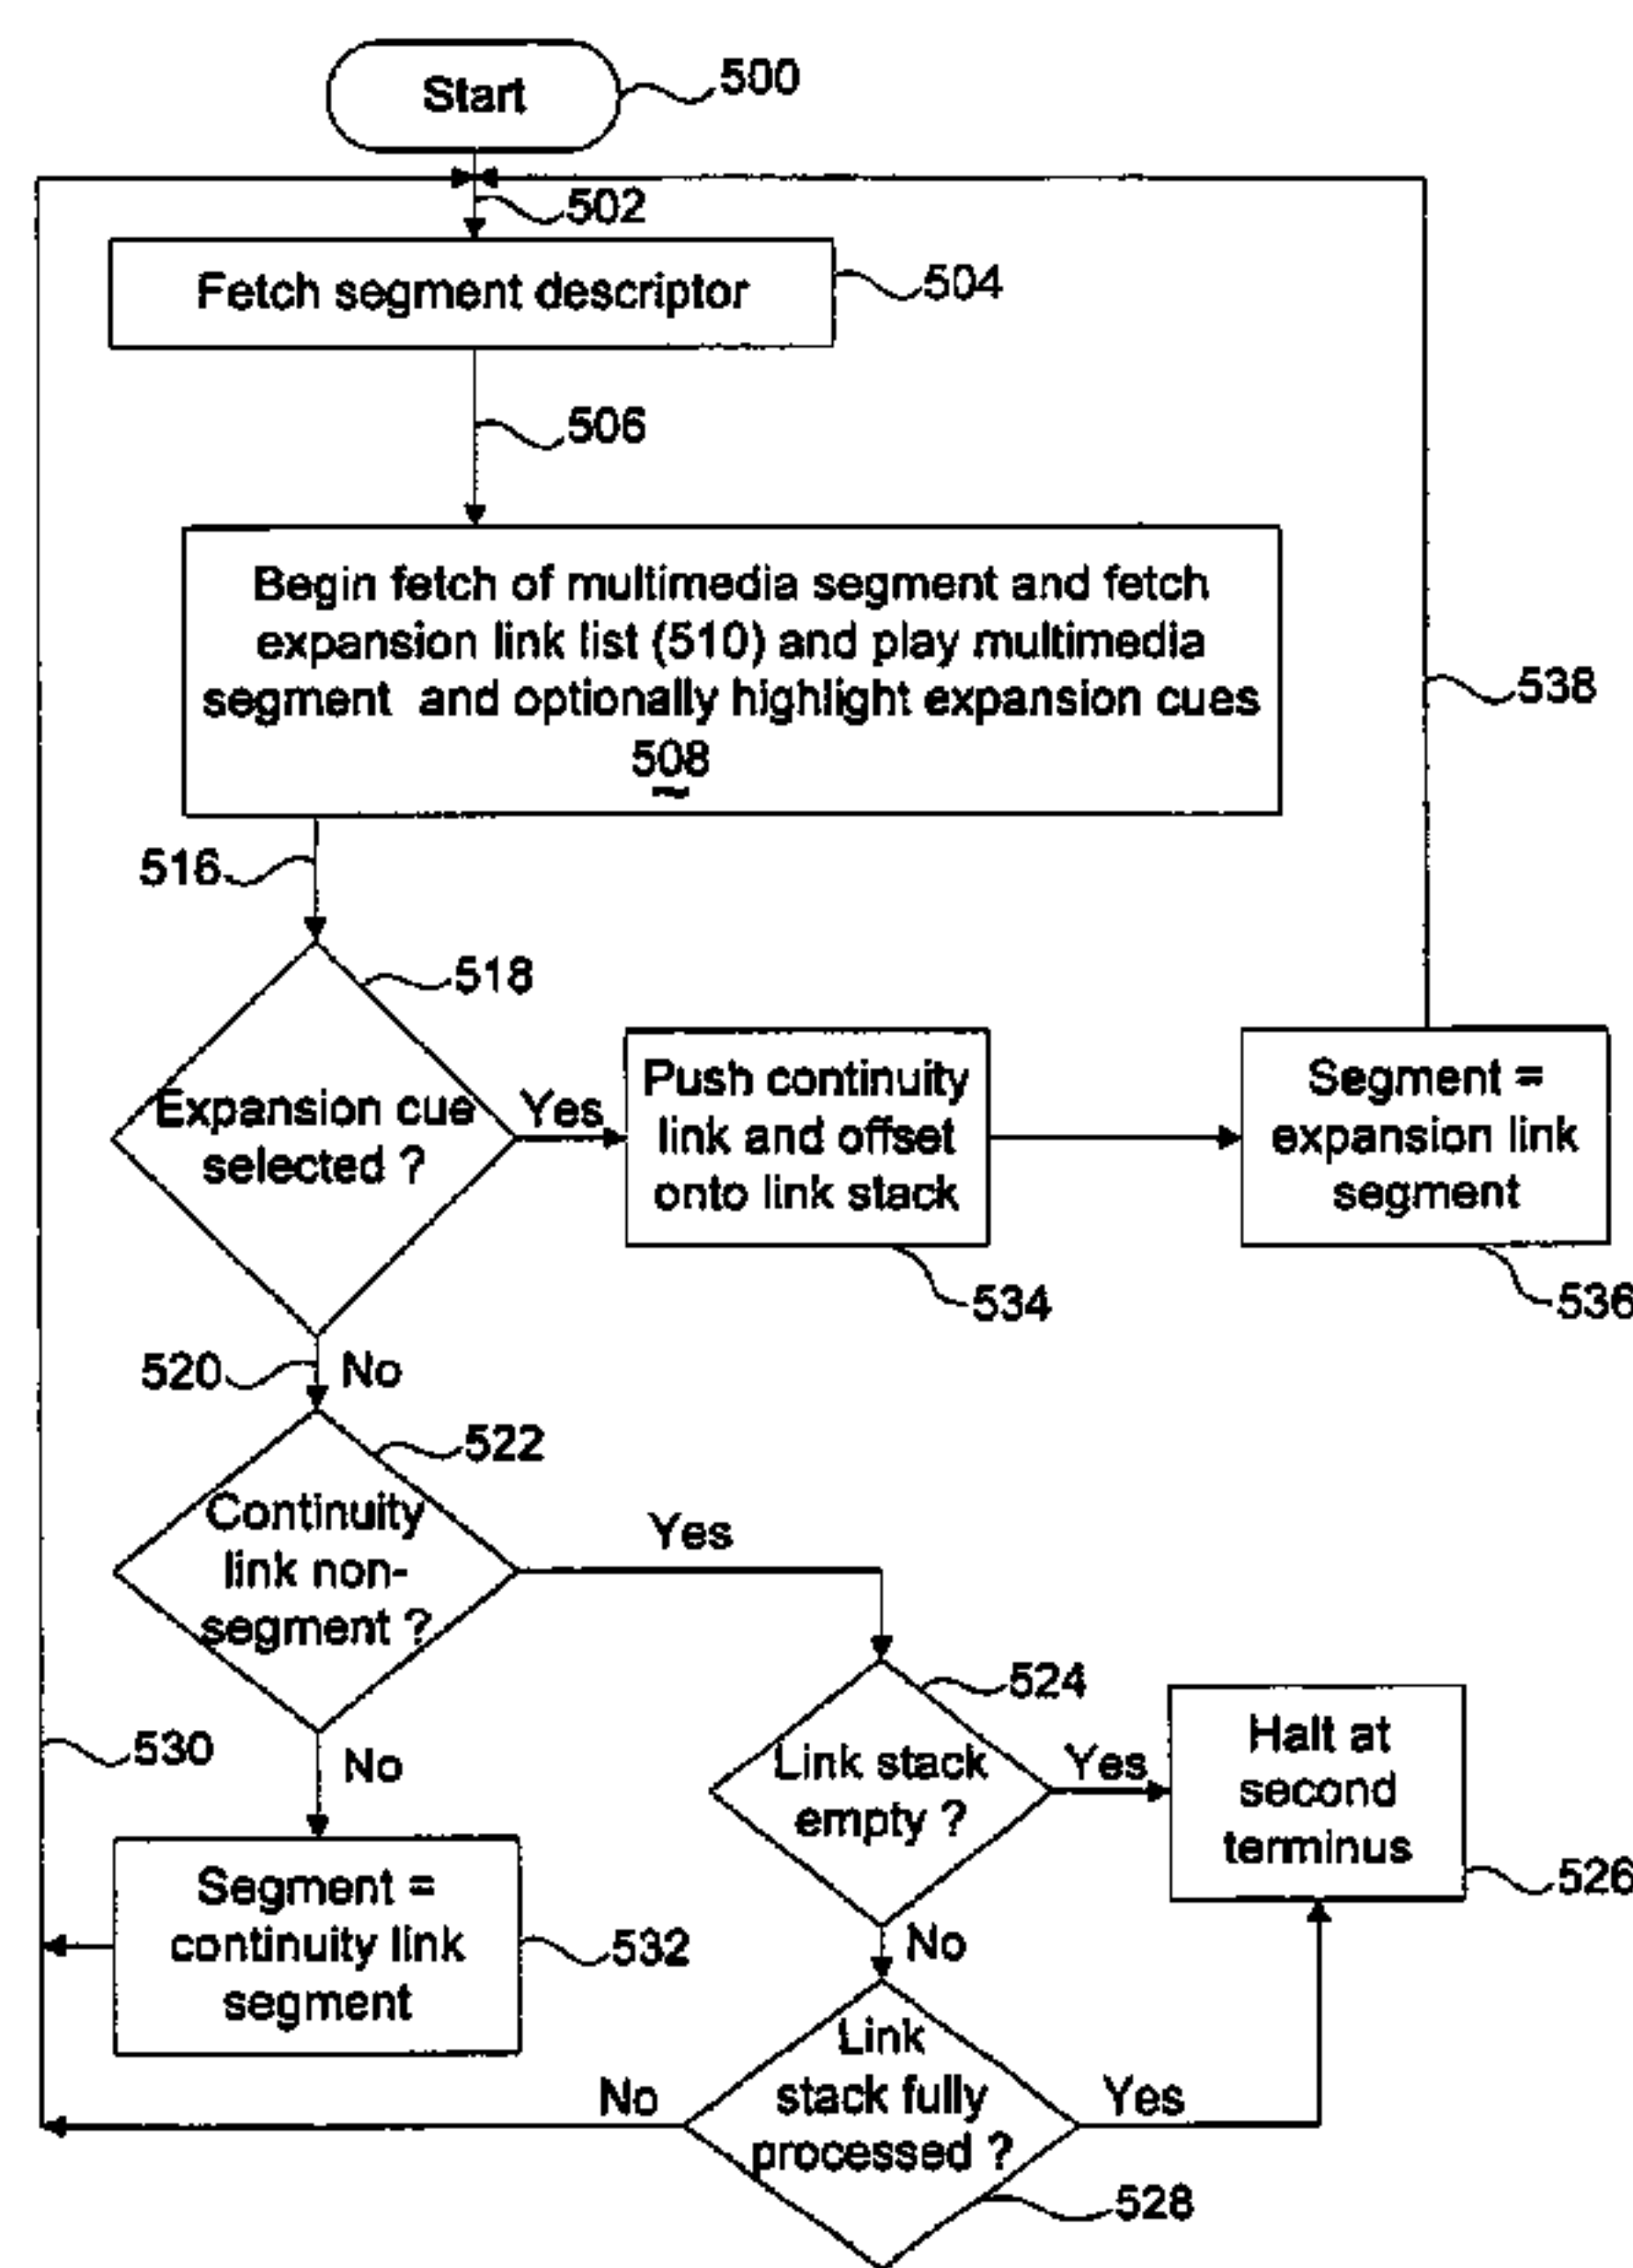 Start
500
502
Fetch segment descriptor
504
506
Begin fetch of multimedia segment and fetch
expansion link list (510) and play multimedia
segment and optionally highlight expansion cues
508
538
516
518
Expansion cue
selected ?
Yes
Push continuity
link and offset
onto link stack
534
Segment =
expansion link
segment
536
520
No
522
Continuity
link non-
segment ?
Yes
524
Link stack
empty ?
Yes
Halt at
second
terminus
526
530
No
Segment =
continuity link
segment
532
No
Link
stack fully
processed ?
No
Yes
528